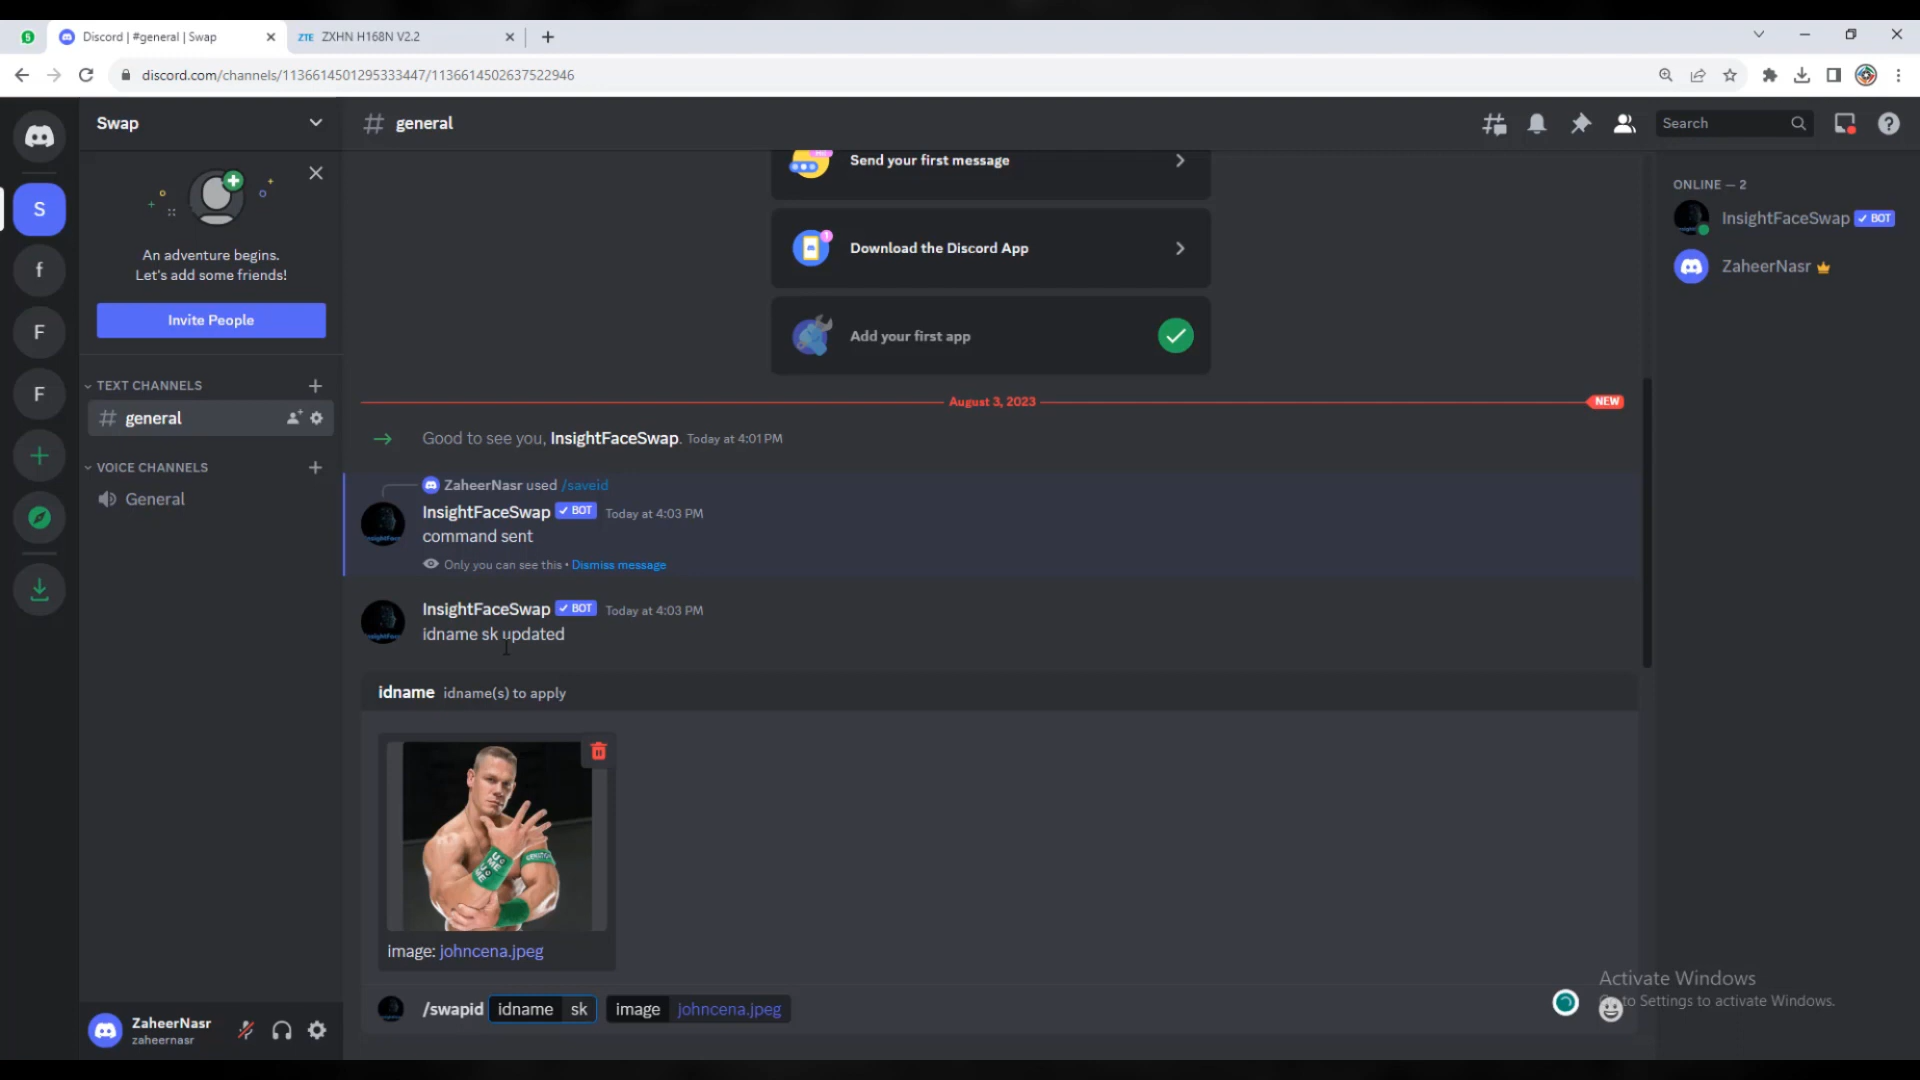 Discord | #general | Swap
ZTE ZXHN H168N V2.2
discord.com/channels/1136614501295333447/1136614502637522946
Swap
# general
Search
S
f
F
F
An adventure begins.
Let's add some friends!
Invite People
TEXT CHANNELS
# general
VOICE CHANNELS
General
Send your first message
Download the Discord App
Add your first app
August 3, 2023
NEW
Good to see you, InsightFaceSwap. Today at 4:01 PM
ZaheerNasr used /saveid
InsightFaceSwap BOT Today at 4:03 PM
command sent
Only you can see this • Dismiss message
InsightFaceSwap BOT Today at 4:03 PM
idname sk updated
idname idname(s) to apply
image: johncena.jpeg
/swapid idname sk image johncena.jpeg
ONLINE — 2
InsightFaceSwap BOT
ZaheerNasr
ZaheerNasr
zaheernasr
Activate Windows
to Settings to activate Windows.